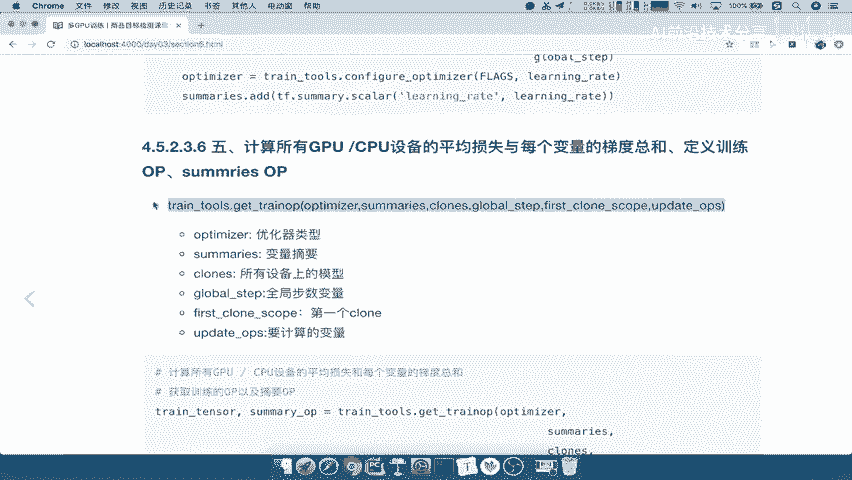 Chrome 文件 修改 视图 历史记录 书签 其他人 电动窗 帮助
100%
多GPU训练 | 商品目标检测课
localhost:4000/day03/section5.html
global_step)
optimizer = train_tools.configure_optimizer(FLAGS, learning_rate)
summaries.add(tf.summary.scalar('learning_rate', learning_rate))
4.5.2.3.6 五、计算所有GPU /CPU设备的平均损失与每个变量的梯度总和、定义训练
OP、summries OP
train_tools.get_trainop(optimizer,summaries,clones,global_step,first_clone_scope,update_ops)
optimizer: 优化器类型
summaries: 变量摘要
clones: 所有设备上的模型
global_step:全局步数变量
first_clone_scope：第一个clone
update_ops:要计算的变量
# 计算所有GPU / CPU设备的平均损失和每个变量的梯度总和
# 获取训练的OP以及摘要OP
train_tensor, summary_op = train_tools.get_trainop(optimizer,
summaries,
clones,